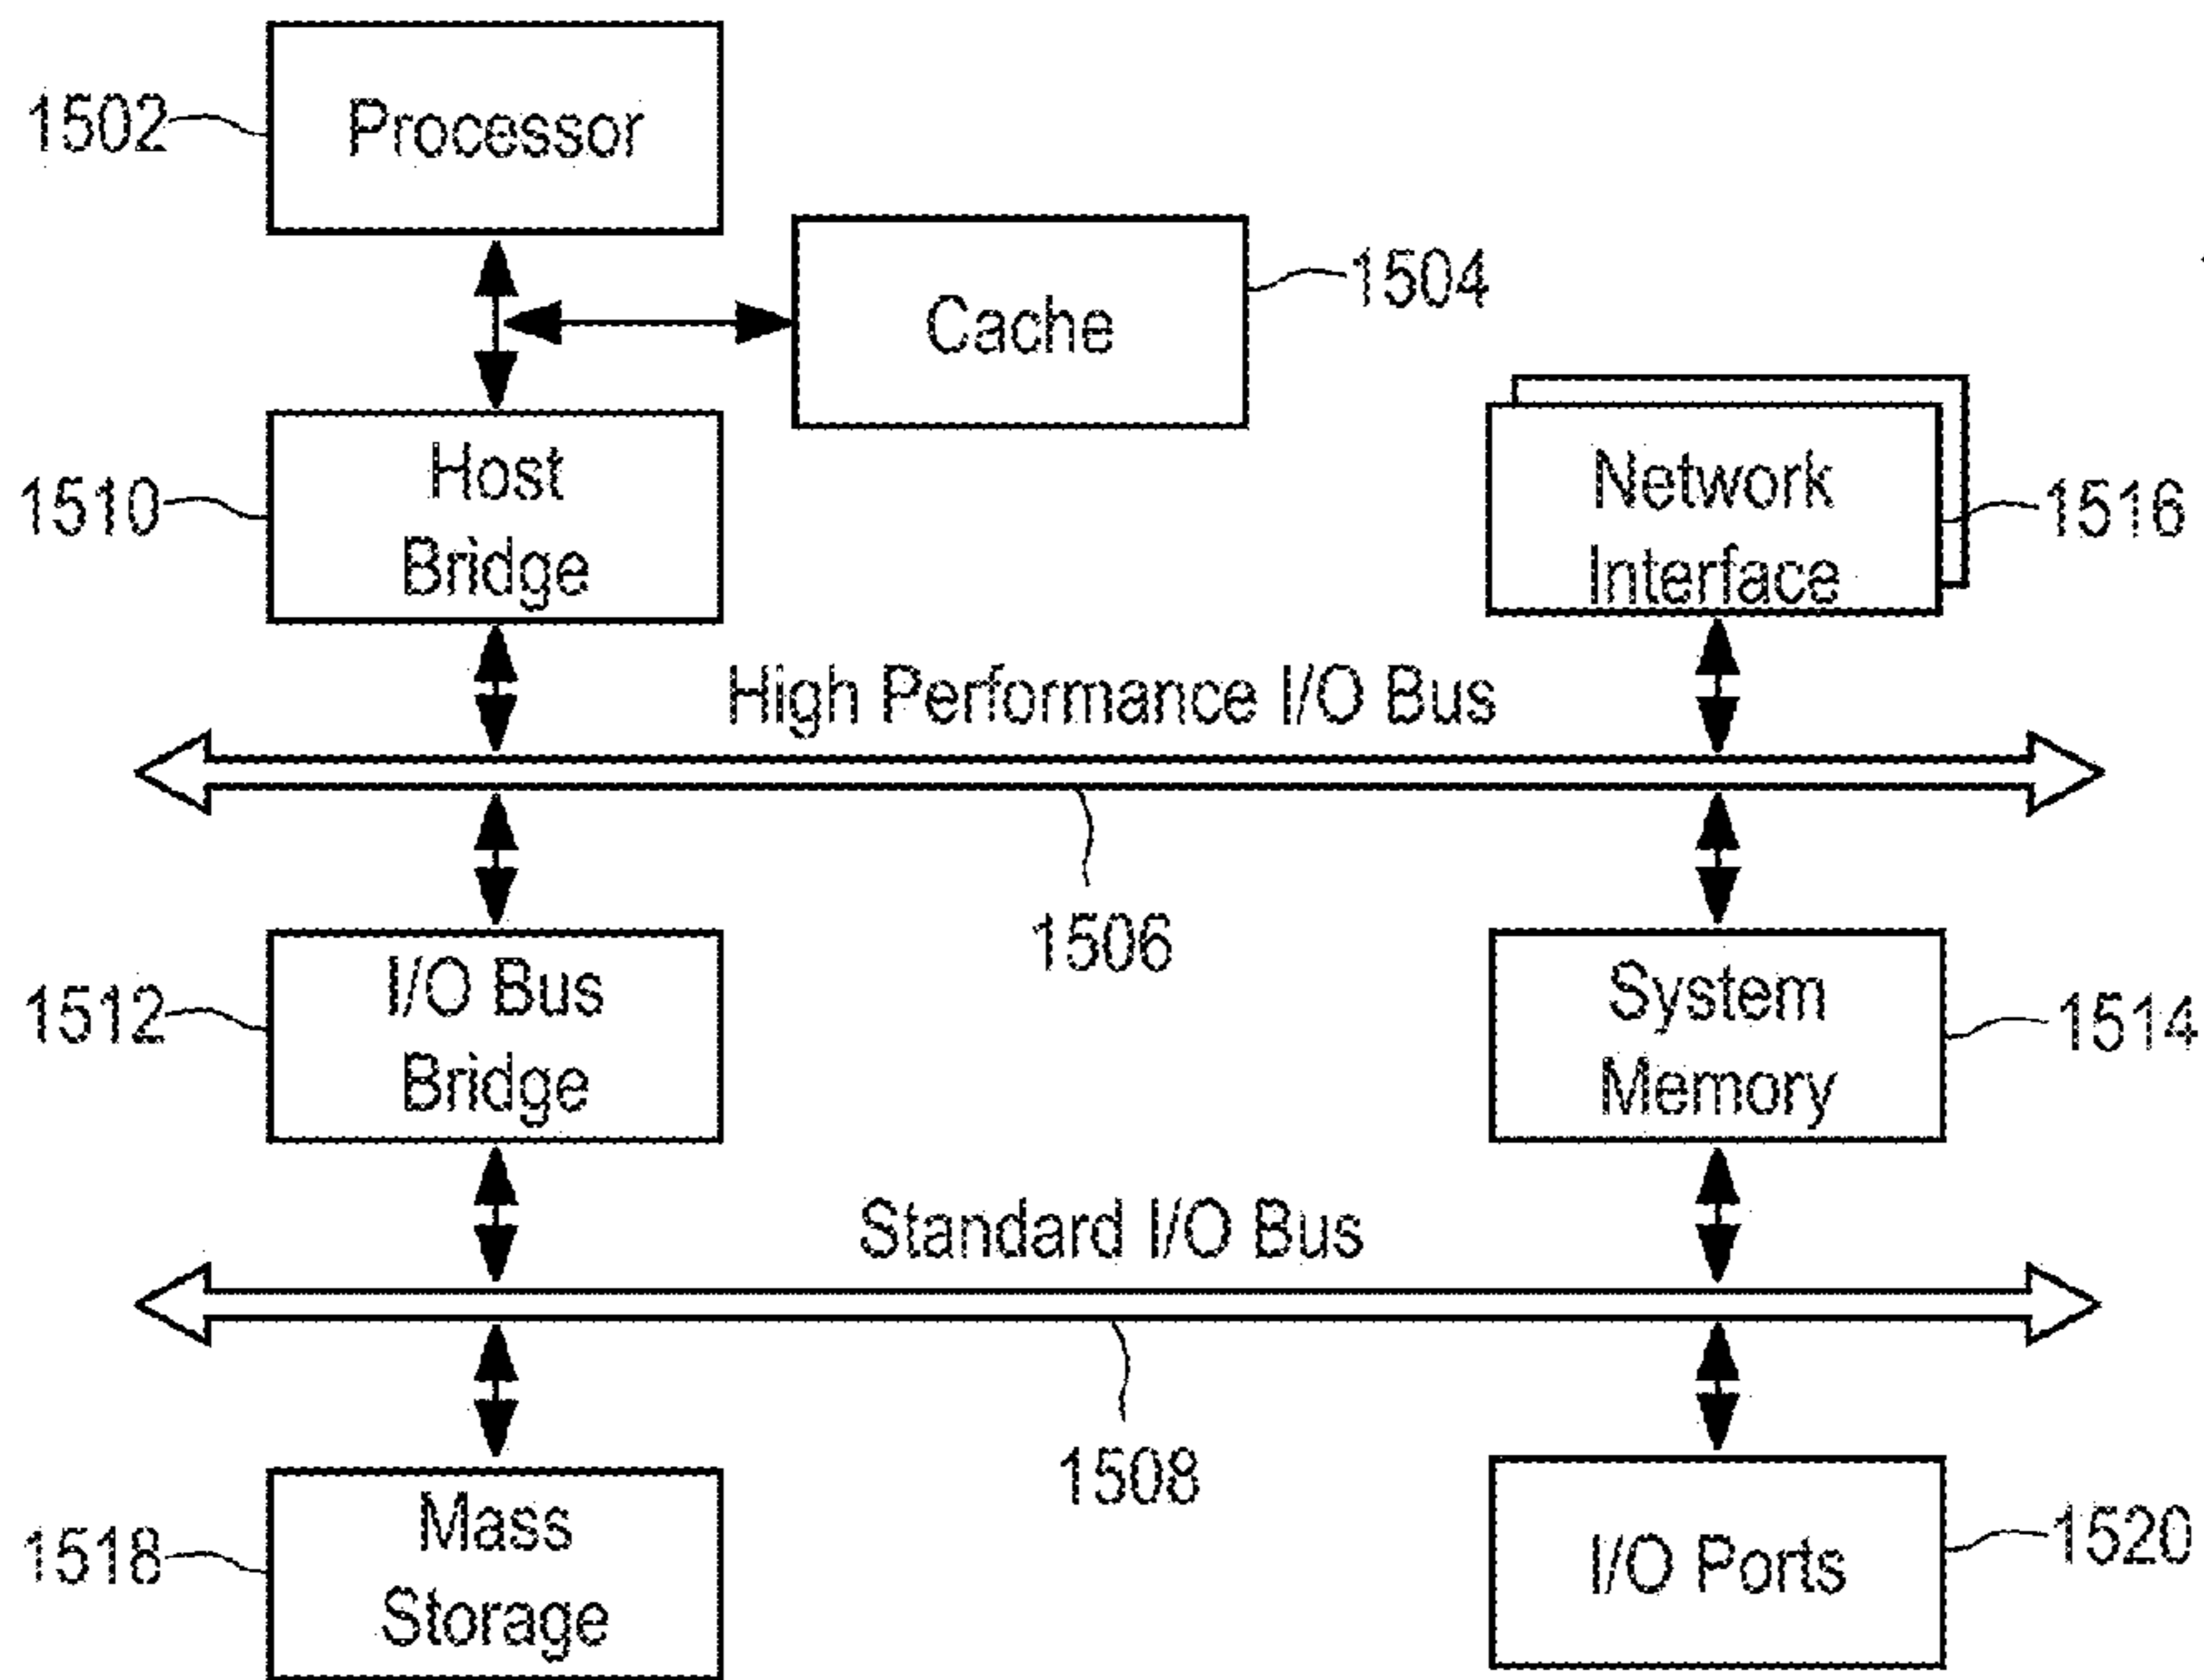 1502
Processor
Cache
1504
1510
Host
Bridge
Network
Interface
1516
High Performance I/O Bus
1506
1512
I/O Bus
Bridge
System
Memory
1514
Standard I/O Bus
1508
1518
Mass
Storage
I/O Ports
1520